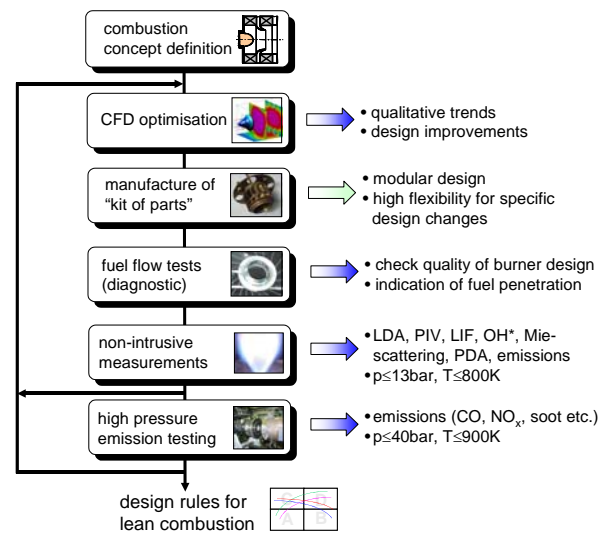 combustion
concept definition
CFD optimisation
• qualitative trends
• design improvements
manufacture of
“kit of parts”
• modular design
• high flexibility for specific
design changes
fuel flow tests
(diagnostic)
• check quality of burner design
• indication of fuel penetration
non-intrusive
measurements
• LDA, PIV, LIF, OH*, Mie-
scattering, PDA, emissions
• p≤13bar, T≤800K
high pressure
emission testing
• emissions (CO, NOx, soot etc.)
• p≤40bar, T≤900K
design rules for
lean combustion
C D
A B